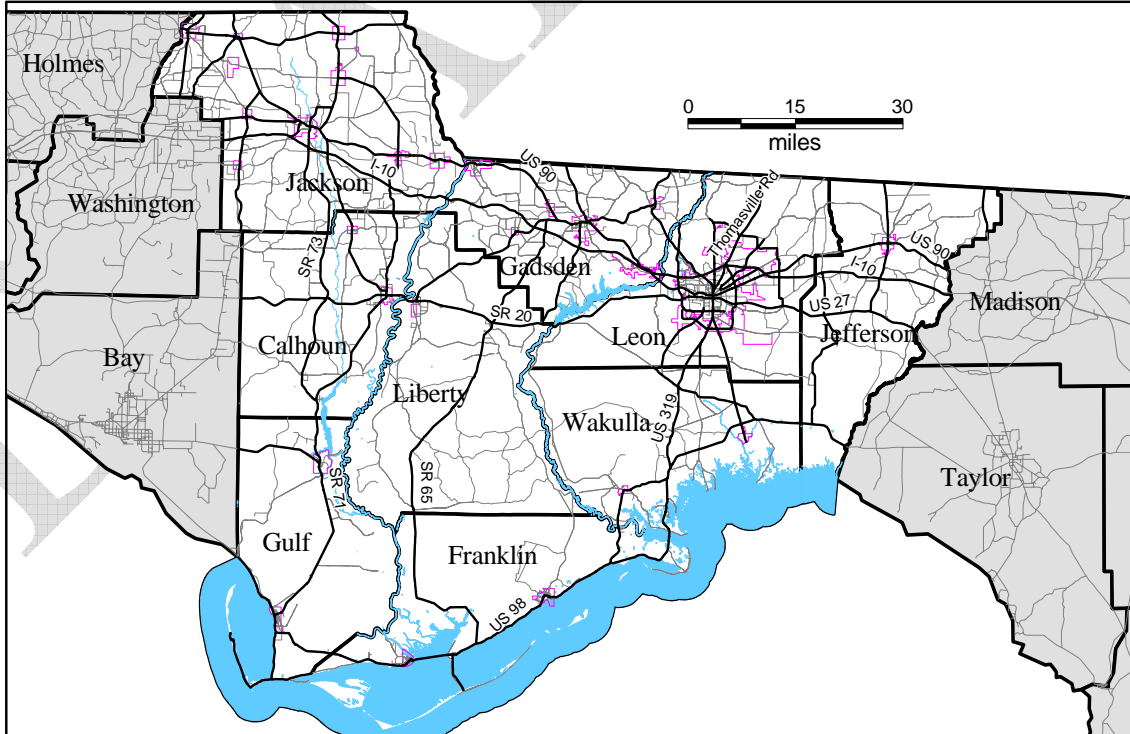 Holmes
0 15 30
miles
US 90
I-10
Thomasville Rd
Jackson
Washington
SR 73
Gadsden
US 90
I-10
US 27
Madison
SR 20
Leon
Jefferson
Calhoun
Bay
Liberty
Wakulla
US 319
SR 65
SR 71
Taylor
Gulf
Franklin
US 98